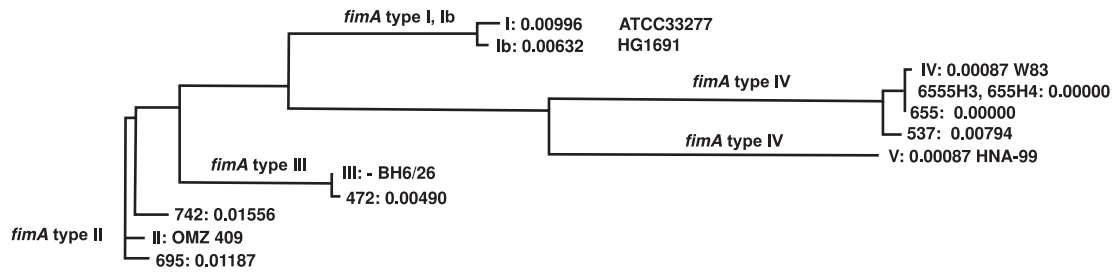 fimA type I, Ib
I: 0.00996 ATCC33277
Ib: 0.00632 HG1691
fimA type IV
IV: 0.00087 W83
6555H3, 655H4: 0.00000
655: 0.00000
537: 0.00794
fimA type IV
V: 0.00087 HNA-99
fimA type III
III: - BH6/26
472: 0.00490
742: 0.01556
fimA type II
II: OMZ 409
695: 0.01187